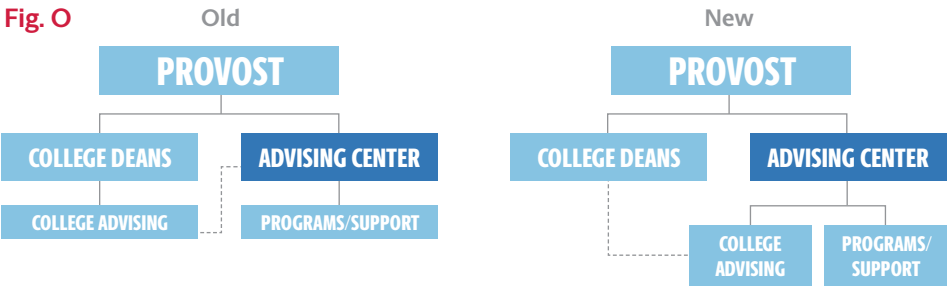 Fig. O
Old
PROVOST
COLLEGE DEANS
ADVISING CENTER
COLLEGE ADVISING
PROGRAMS/SUPPORT
New
PROVOST
COLLEGE DEANS
ADVISING CENTER
COLLEGE
ADVISING
PROGRAMS/
SUPPORT